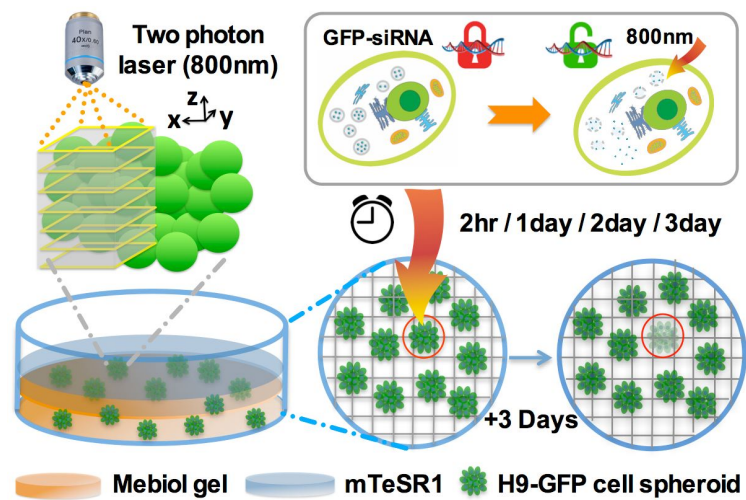 Plan
40X/0.60
Two photon
laser (800nm)
z
x
y
GFP-siRNA
800nm
2hr / 1day / 2day / 3day
+3 Days
Mebiol gel
mTeSR1
H9-GFP cell spheroid